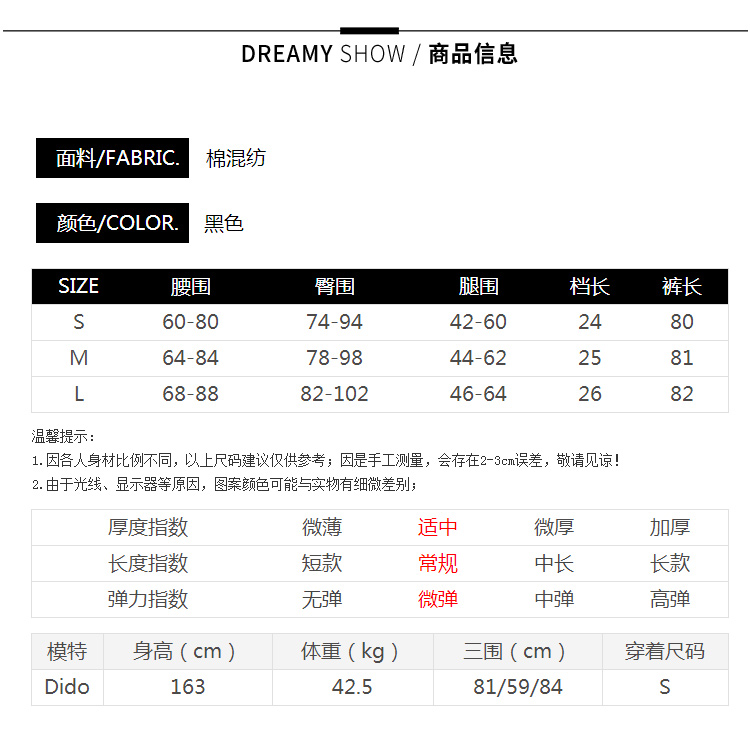 DREAMY SHOW / 商品信息
面料/FABRIC. 棉混纺
颜色/COLOR. 黑色
SIZE 腰围 臀围 腿围 档长 裤长
S 60-80 74-94 42-60 24 80
M 64-84 78-98 44-62 25 81
L 68-88 82-102 46-64 26 82
温馨提示:
1.因各人身材比例不同,以上尺码建议仅供参考;因是手工测量,会存在2-3cm误差,敬请见谅!
2.由于光线、显示器等原因,图案颜色可能与实物有细微差别;
厚度指数 微薄 适中 微厚 加厚
长度指数 短款 常规 中长 长款
弹力指数 无弹 微弹 中弹 高弹
模特 身高(cm) 体重(kg) 三围(cm) 穿着尺码
Dido 163 42.5 81/59/84 S